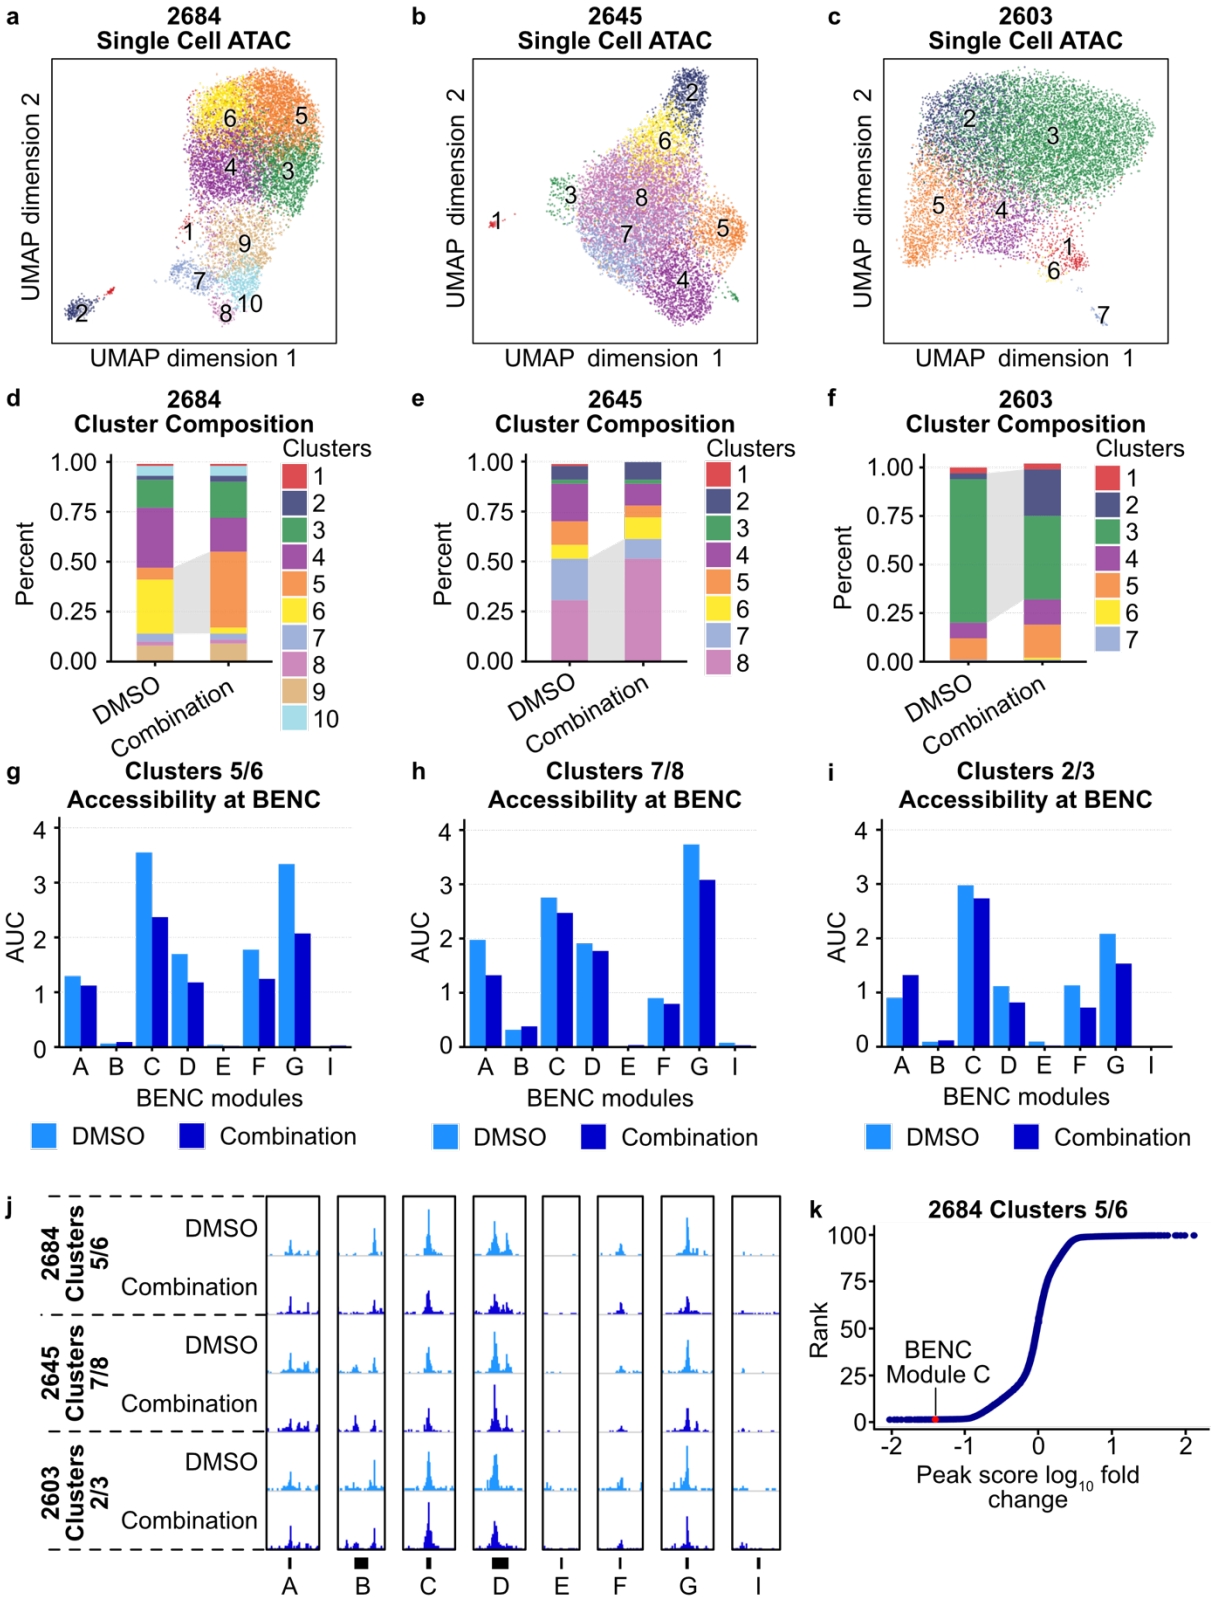 a
2684
Single Cell ATAC
UMAP dimension 2
6
5
4
3
1
9
7
10
2
8
UMAP dimension 1
b
2645
Single Cell ATAC
UMAP dimension 2
2
6
3
8
1
7
5
4
UMAP dimension 1
c
2603
Single Cell ATAC
UMAP dimension 2
2
3
5
4
1
6
7
UMAP dimension 1
d
2684
Cluster Composition
Clusters
Percent
1.00
0.75
0.50
0.25
0.00
DMSO
Combination
1
2
3
4
5
6
7
8
9
10
e
2645
Cluster Composition
Clusters
Percent
1.00
0.75
0.50
0.25
0.00
DMSO
Combination
1
2
3
4
5
6
7
8
f
2603
Cluster Composition
Clusters
Percent
1.00
0.75
0.50
0.25
0.00
DMSO
Combination
1
2
3
4
5
6
7
g
Clusters 5/6
Accessibility at BENC
AUC
4
3
2
1
0
A B C D E F G I
BENC modules
DMSO Combination
h
Clusters 7/8
Accessibility at BENC
AUC
4
3
2
1
0
A B C D E F G I
BENC modules
DMSO Combination
i
Clusters 2/3
Accessibility at BENC
AUC
4
3
2
1
0
A B C D E F G I
BENC modules
DMSO Combination
j
2684
Clusters
5/6
DMSO
Combination
2645
Clusters
7/8
DMSO
Combination
2603
Clusters
2/3
DMSO
Combination
A B C D E F G I
k
2684 Clusters 5/6
Rank
100
75
50
25
0
BENC
Module C
-2 -1 0 1 2
Peak score log10 fold
change